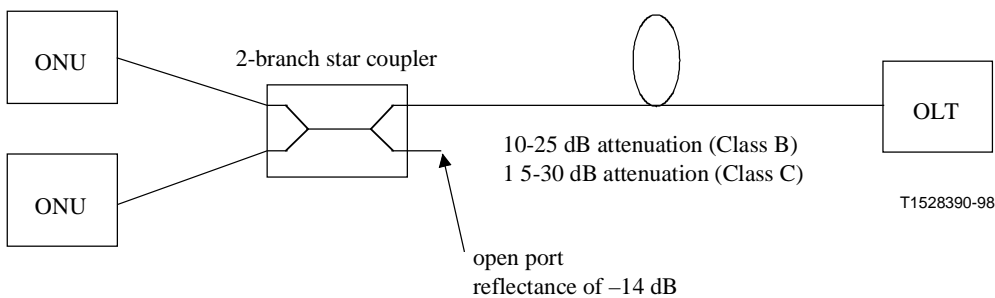 ONU
2-branch star coupler
OLT
10-25 dB attenuation (Class B)
1 5-30 dB attenuation (Class C)
ONU
T1528390-98
open port
reflectance of –14 dB